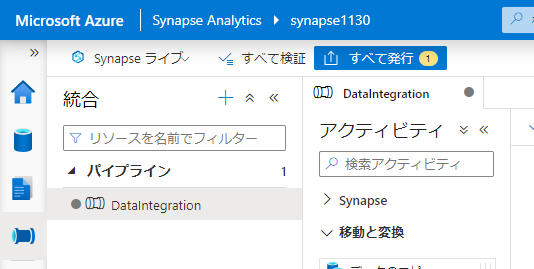 Microsoft Azure
Synapse Analytics
synapse1130
Synapse ライブ
すべて検証
すべて発行 1
統合
DataIntegration
リソースを名前でフィルター
アクティビティ
パイプライン 1
検索アクティビティ
DataIntegration
Synapse
移動と変換